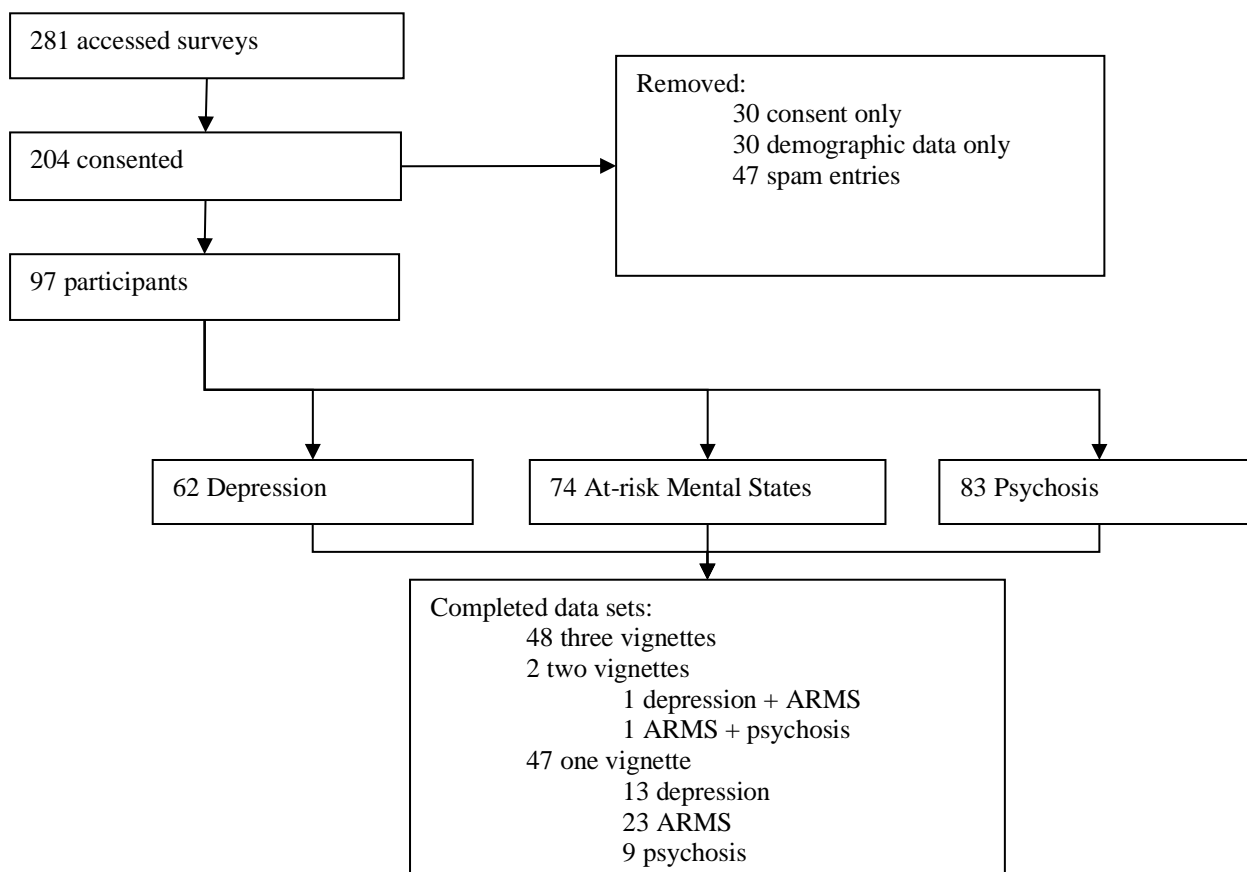 281 accessed surveys
Removed:
30 consent only
30 demographic data only
47 spam entries
204 consented
97 participants
62 Depression
74 At-risk Mental States
83 Psychosis
Completed data sets:
48 three vignettes
2 two vignettes
1 depression + ARMS
1 ARMS + psychosis
47 one vignette
13 depression
23 ARMS
9 psychosis